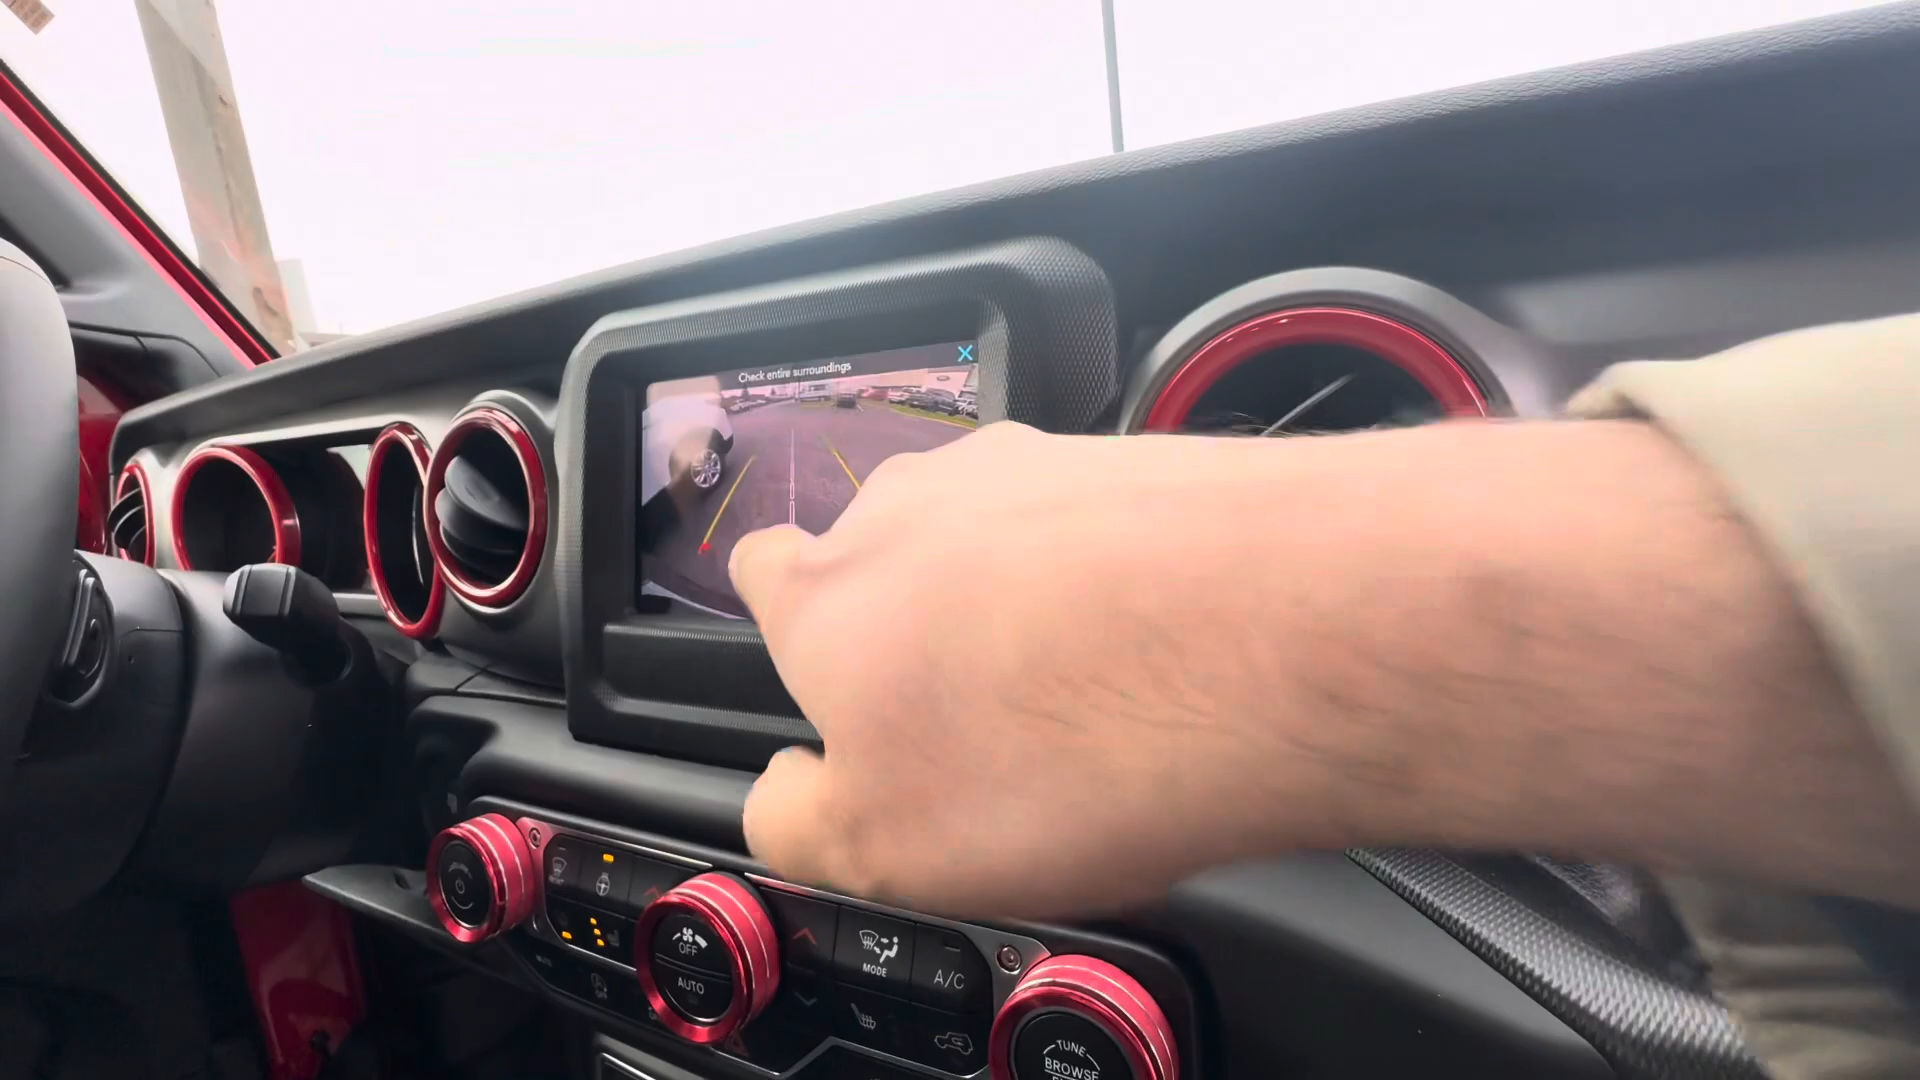 Check entire surroundings
OFF
AUTO
MODE
A/C
TUNE
BROWSE